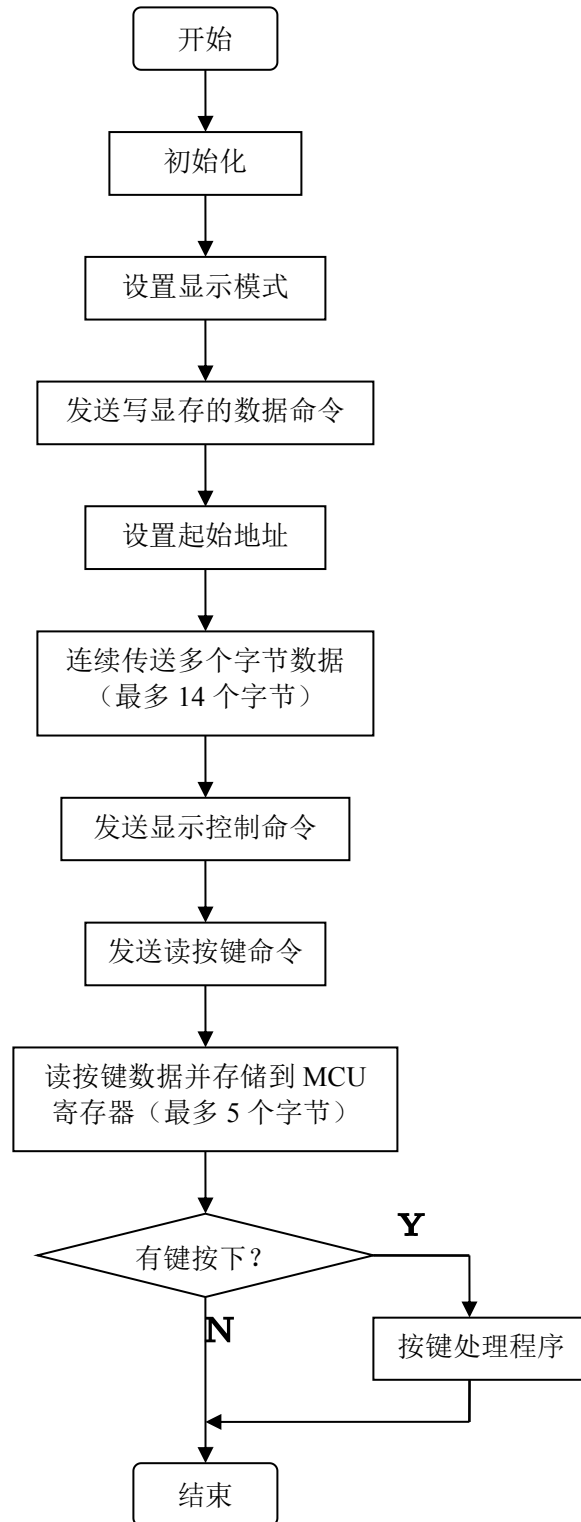 开始
初始化
设置显示模式
发送写显存的数据命令
设置起始地址
连续传送多个字节数据
（最多 14 个字节）
发送显示控制命令
发送读按键命令
读按键数据并存储到 MCU
寄存器（最多 5 个字节）
有键按下？
Y
N
按键处理程序
结束